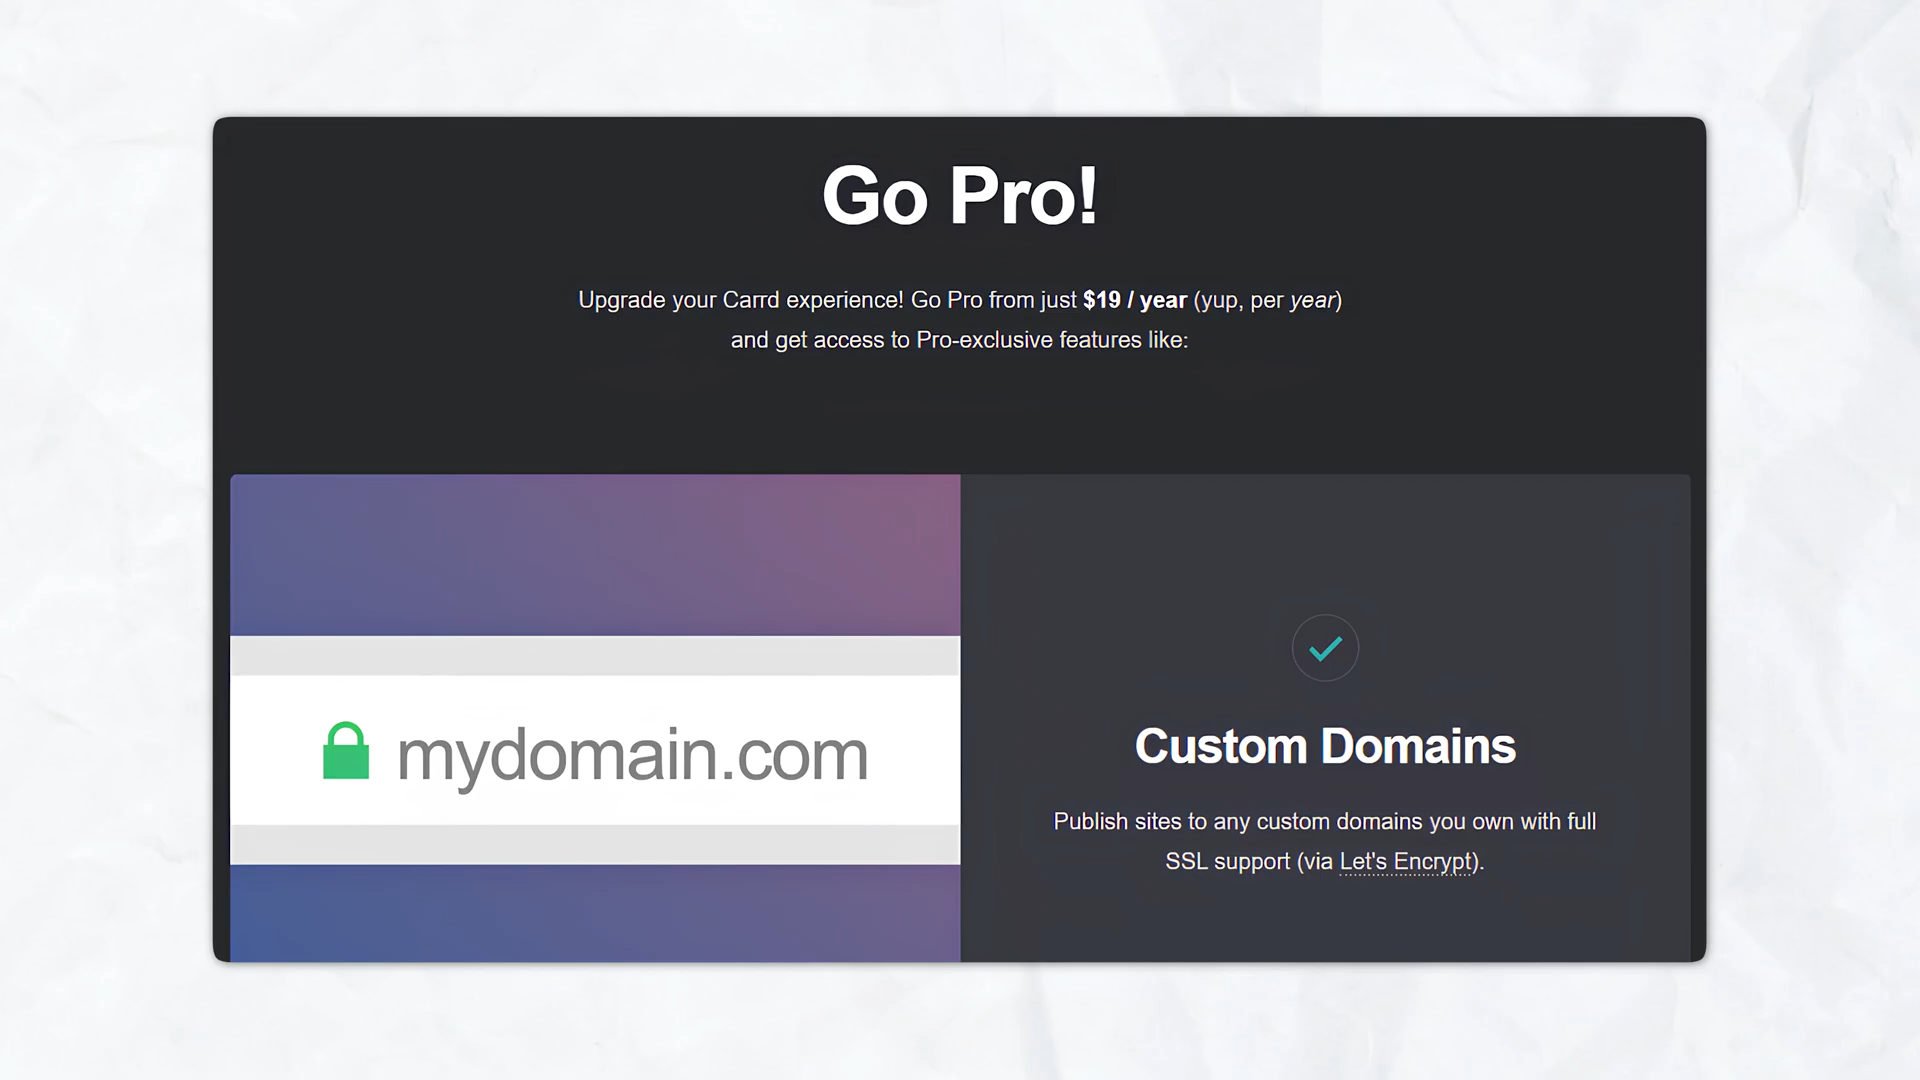 Go Pro!
Upgrade your Carrd experience! Go Pro from just $19 / year (yup, per year)
and get access to Pro-exclusive features like:
mydomain.com
Custom Domains
Publish sites to any custom domains you own with full
SSL support (via Let's Encrypt).